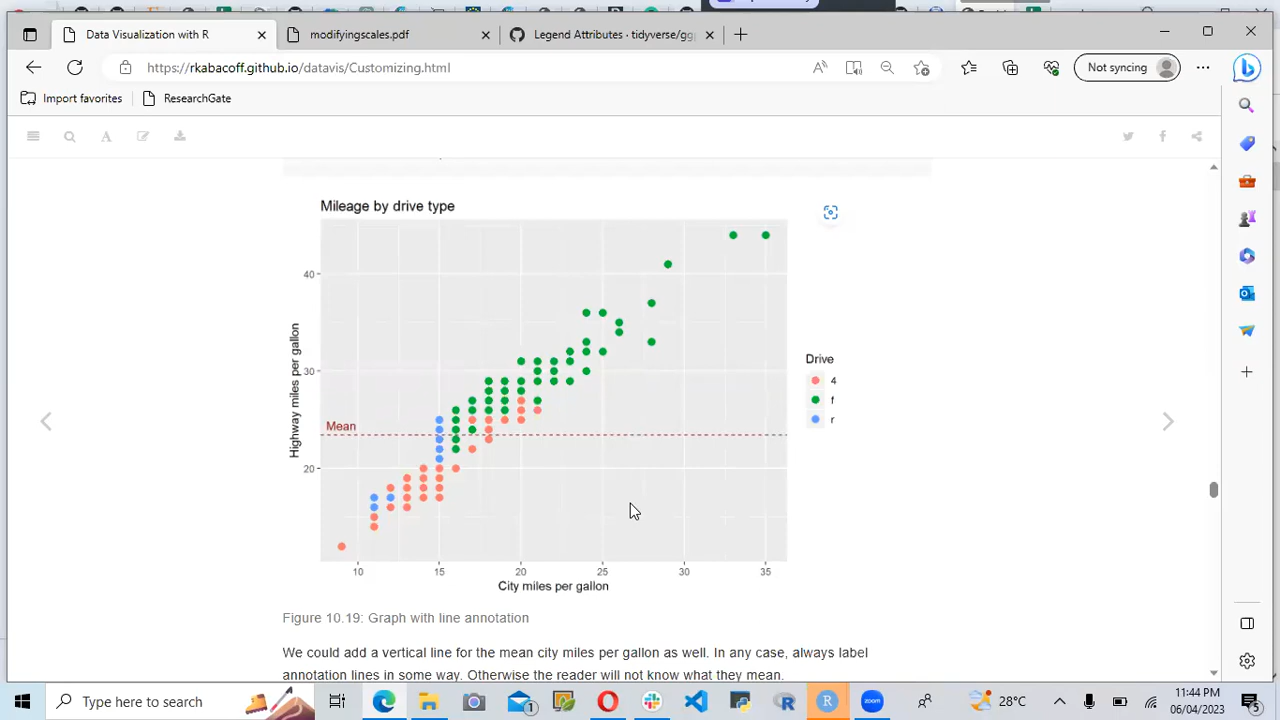 Data Visualization with R
modifyingscales.pdf
Legend Attributes · tidyverse/gg
https://rkabacoff.github.io/datavis/Customizing.html
Not syncing
Import favorites
ResearchGate
Mileage by drive type
40
30
20
Highway miles per gallon
Mean
Drive
4
f
r
10
15
20
25
30
35
City miles per gallon
Figure 10.19: Graph with line annotation
We could add a vertical line for the mean city miles per gallon as well. In any case, always label
annotation lines in some way. Otherwise the reader will not know what they mean.
Type here to search
28°C
11:44 PM
06/04/2023